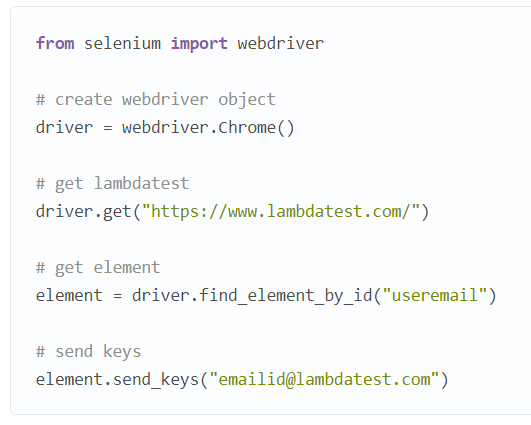 from selenium import webdriver
# create webdriver object
driver = webdriver.Chrome()
# get lambdatest
driver.get("https://www.lambdatest.com/")
# get element
element = driver.find_element_by_id("useremail")
# send keys
element.send_keys("emailid@lambdatest.com")